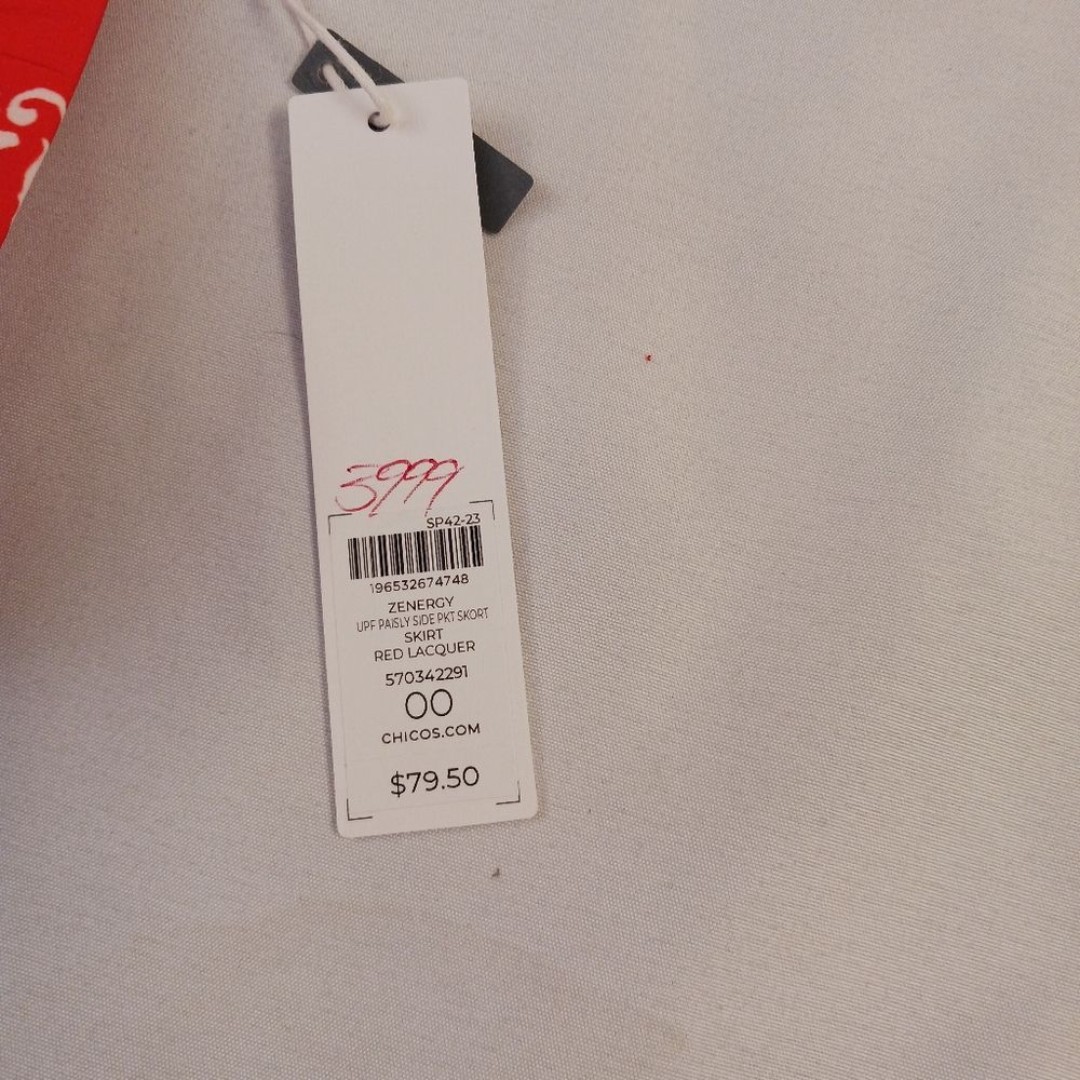 3999
SP42-23
196532674748
ZENERGY
UPF PAISLY SIDE PKT SKORT
SKIRT
RED LACQUER
570342291
00
CHICOS.COM
$79.50